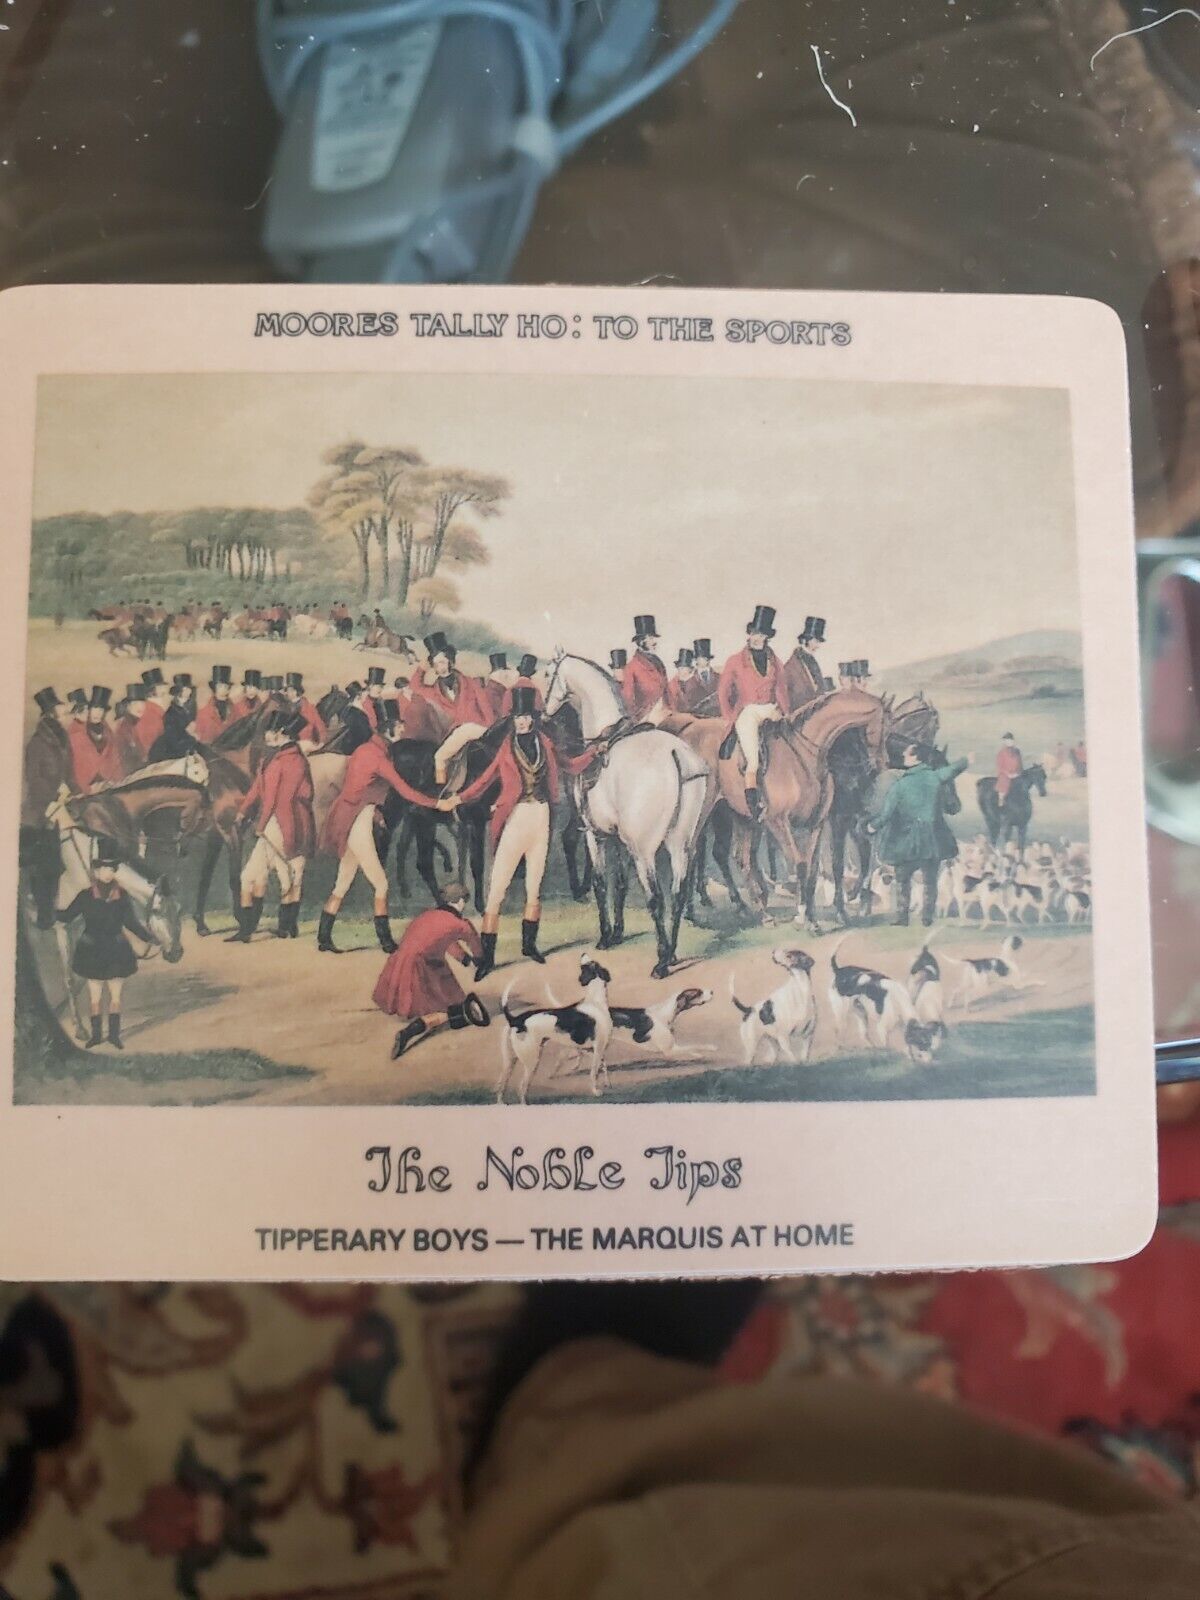 MOORES TALLY HO: TO THE SPORTS
The Noble Tips
TIPPERARY BOYS — THE MARQUIS AT HOME